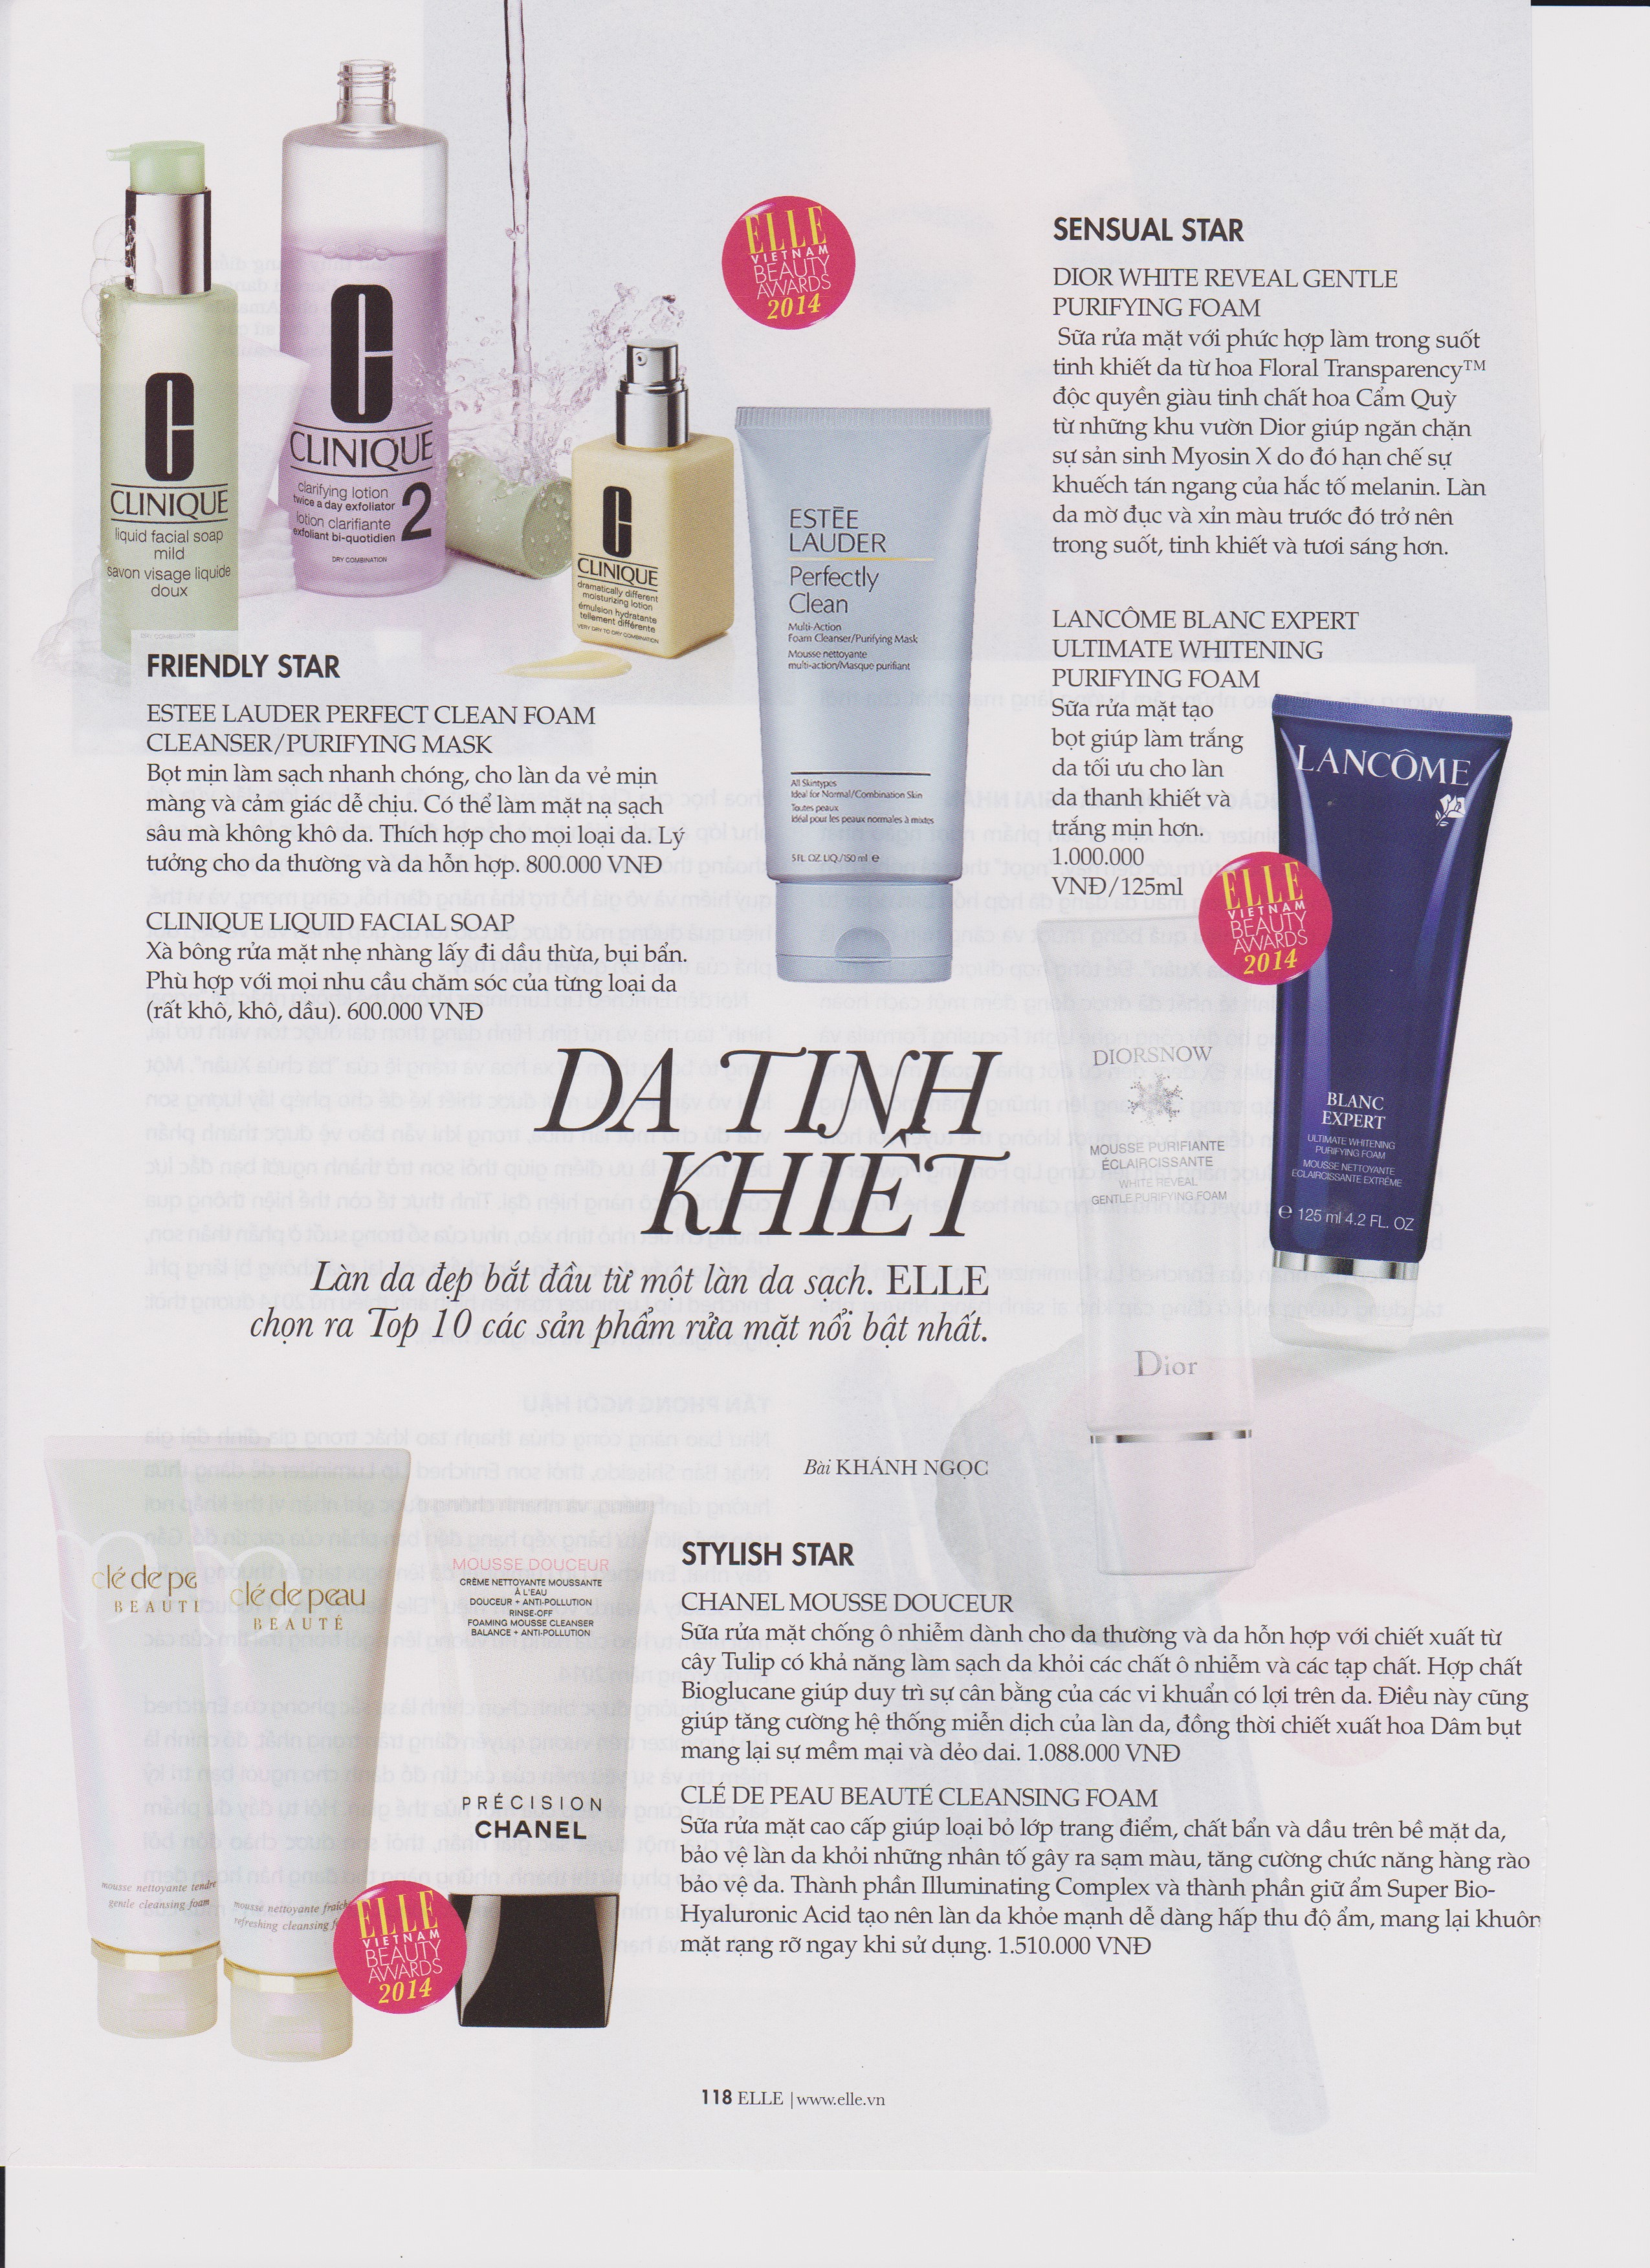 CLINIQUE
liquid facial soap
mild
savon visage liquide
doux
CLINIQUE
clarifying lotion
twice a day exfoliator
2
lotion clarifiante
exfoliant bi-quotidien
DRY COMBINATION
CLINIQUE
dramatically different
moisturizing lotion
émulsion hydratante
tellement différente
VERY DRY TO DRY COMBINATION
ELLE
VIETNAM
BEAUTY
AWARDS
2014
ESTĒE
LAUDER
Perfectly
Clean
Multi-Action
Foam Cleanser/Purifying Mask
Mousse nettoyante
multi-action/Masque purifiant
All Skintypes
Ideal for Normal/Combination Skin
Toutes peaux
Idéal pour les peaux normales à mixtes
5 FL. OZ. LIQ./150 ml e
FRIENDLY STAR
ESTEE LAUDER PERFECT CLEAN FOAM
CLEANSER/PURIFYING MASK
Bọt mịn làm sạch nhanh chóng, cho làn da vẻ mịn
màng và cảm giác dễ chịu. Có thể làm mặt nạ sạch
sâu mà không khô da. Thích hợp cho mọi loại da. Lý
tưởng cho da thường và da hỗn hợp. 800.000 VNĐ
CLINIQUE LIQUID FACIAL SOAP
Xà bông rửa mặt nhẹ nhàng lấy đi dầu thừa, bụi bẩn.
Phù hợp với mọi nhu cầu chăm sóc của từng loại da
(rất khô, khô, dầu). 600.000 VNĐ
SENSUAL STAR
DIOR WHITE REVEAL GENTLE
PURIFYING FOAM
Sữa rửa mặt với phức hợp làm trong suốt
tinh khiết da từ hoa Floral Transparency™
độc quyền giàu tinh chất hoa Cẩm Quỳ
từ những khu vườn Dior giúp ngăn chặn
sự sản sinh Myosin X do đó hạn chế sự
khuếch tán ngang của hắc tố melanin. Làn
da mờ đục và xỉn màu trước đó trở nên
trong suốt, tinh khiết và tươi sáng hơn.
LANCÔME BLANC EXPERT
ULTIMATE WHITENING
PURIFYING FOAM
Sữa rửa mặt tạo
bọt giúp làm trắng
da tối ưu cho làn
da thanh khiết và
trắng mịn hơn.
1.000.000
VNĐ/125ml
ELLE
VIETNAM
BEAUTY
AWARDS
2014
LANCÔME
BLANC
EXPERT
ULTIMATE WHITENING
PURIFYING FOAM
MOUSSE NETTOYANTE
ECLAIRCISSANTE EXTRÊME
e 125 ml 4.2 FL. OZ
DIORSNOW
MOUSSE PURIFIANTE
ÉCLAIRCISSANTE
WHITE REVEAL
GENTLE PURIFYING FOAM
Dior
DA TINH
KHIẾT
Làn da đẹp bắt đầu từ một làn da sạch. ELLE
chọn ra Top 10 các sản phẩm rửa mặt nổi bật nhất.
Bài KHÁNH NGỌC
clé de pe
BEAUTÉ
mousse nettoyante tendre
gentle cleansing foam
clé de peau
BEAUTÉ
mousse nettoyante fraîch
refreshing cleansing f
ELLE
VIETNAM
BEAUTY
AWARDS
2014
MOUSSE DOUCEUR
CRÈME NETTOYANTE MOUSSANTE
À L'EAU
DOUCEUR + ANTI-POLLUTION
RINSE-OFF
FOAMING MOUSSE CLEANSER
BALANCE + ANTI-POLLUTION
PRÉCISION
CHANEL
STYLISH STAR
CHANEL MOUSSE DOUCEUR
Sữa rửa mặt chống ô nhiễm dành cho da thường và da hỗn hợp với chiết xuất từ
cây Tulip có khả năng làm sạch da khỏi các chất ô nhiễm và các tạp chất. Hợp chất
Bioglucane giúp duy trì sự cân bằng của các vi khuẩn có lợi trên da. Điều này cũng
giúp tăng cường hệ thống miễn dịch của làn da, đồng thời chiết xuất hoa Dâm bụt
mang lại sự mềm mại và dẻo dai. 1.088.000 VNĐ
CLÉ DE PEAU BEAUTÉ CLEANSING FOAM
Sữa rửa mặt cao cấp giúp loại bỏ lớp trang điểm, chất bẩn và dầu trên bề mặt da,
bảo vệ làn da khỏi những nhân tố gây ra sạm màu, tăng cường chức năng hàng rào
bảo vệ da. Thành phần Illuminating Complex và thành phần giữ ẩm Super Bio-
Hyaluronic Acid tạo nên làn da khỏe mạnh dễ dàng hấp thu độ ẩm, mang lại khuôn
mặt rạng rỡ ngay khi sử dụng. 1.510.000 VNĐ
118 ELLE | www.elle.vn